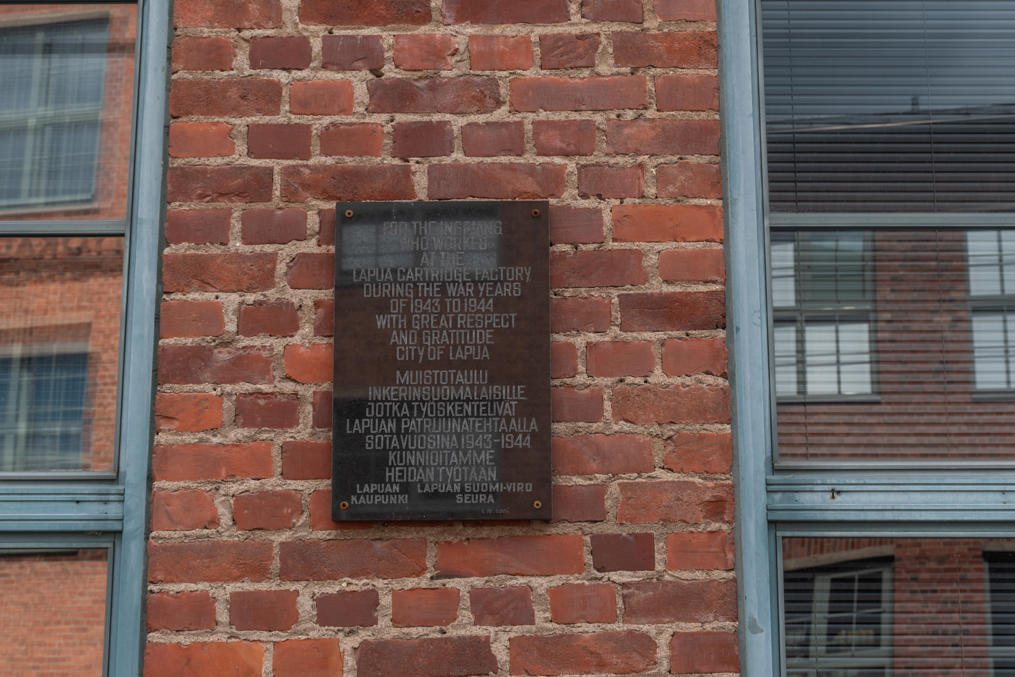 FOR THE INGRIANS
WHO WORKED
AT THE
LAPUA CARTRIDGE FACTORY
DURING THE WAR YEARS
OF 1943 TO 1944
WITH GREAT RESPECT
AND GRATITUDE
CITY OF LAPUA
MUISTOTAULU
INKERINSUOMALAISILLE
JOTKA TYÖSKENTELIVÄT
LAPUAN PATRUUNATEHTAALLA
SOTAVUOSINA 1943-1944
KUNNIOITAMME
HEIDÄN TYÖTÄÄN
LAPUAN LAPUAN SUOMI-VIRO
KAUPUNKI SEURA